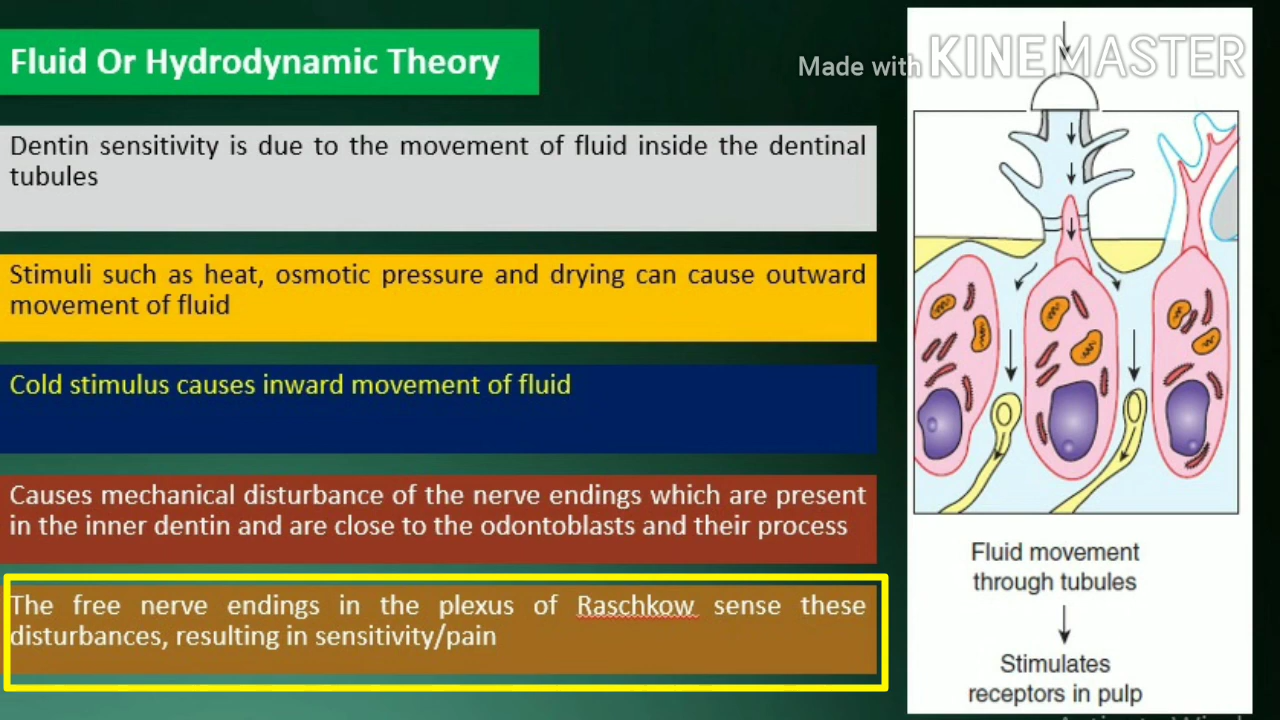 Fluid Or Hydrodynamic Theory
Made with KINEMASTER
Dentin sensitivity is due to the movement of fluid inside the dentinal
tubules
Stimuli such as heat, osmotic pressure and drying can cause outward
movement of fluid
Cold stimulus causes inward movement of fluid
Causes mechanical disturbance of the nerve endings which are present
in the inner dentin and are close to the odontoblasts and their process
The free nerve endings in the plexus of Raschkow sense these
disturbances, resulting in sensitivity/pain
Fluid movement
through tubules
Stimulates
receptors in pulp